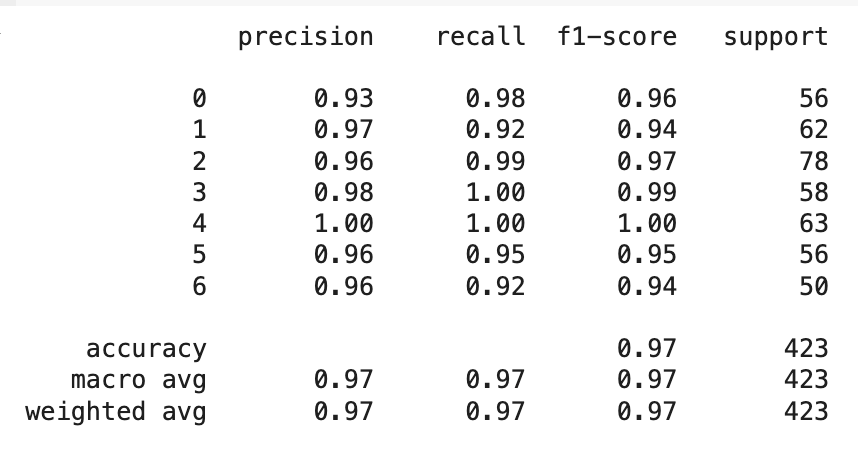 precision recall f1-score support
0 0.93 0.98 0.96 56
1 0.97 0.92 0.94 62
2 0.96 0.99 0.97 78
3 0.98 1.00 0.99 58
4 1.00 1.00 1.00 63
5 0.96 0.95 0.95 56
6 0.96 0.92 0.94 50
accuracy 0.97 423
macro avg 0.97 0.97 0.97 423
weighted avg 0.97 0.97 0.97 423